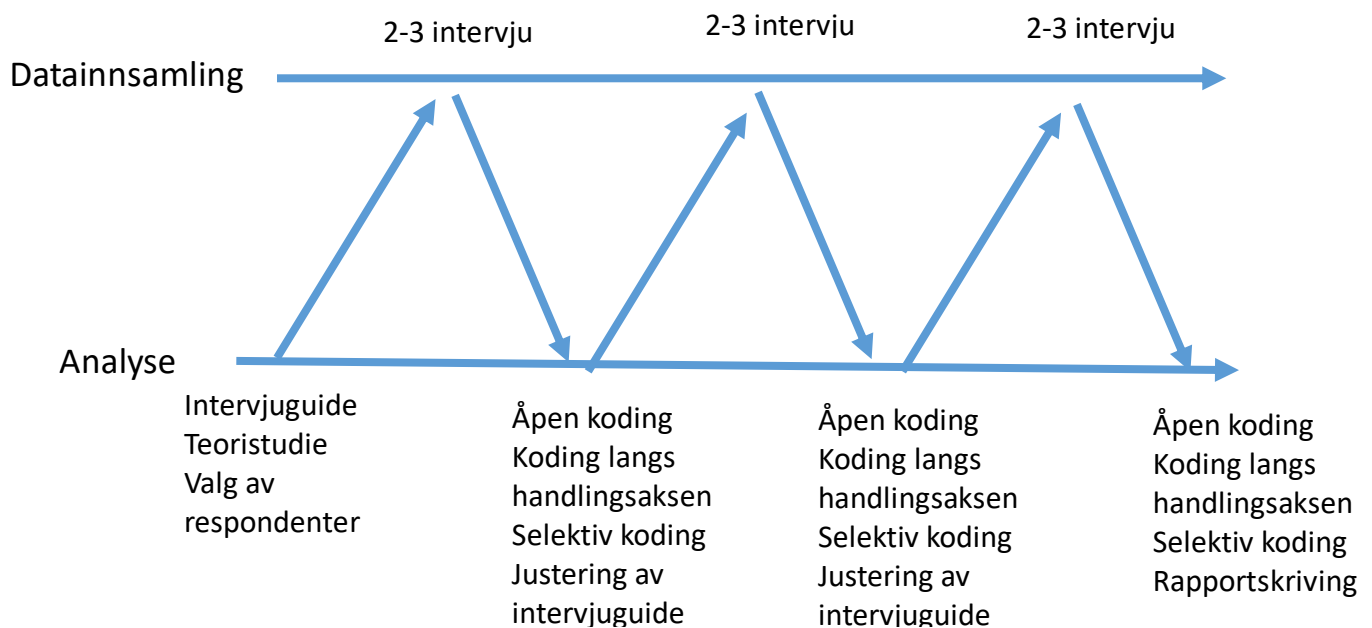 2-3 intervju
2-3 intervju
2-3 intervju
Datainnsamling
Analyse
Intervjuguide
Teoristudie
Valg av
respondenter
Åpen koding
Koding langs
handlingsaksen
Selektiv koding
Justering av
intervjuguide
Åpen koding
Koding langs
handlingsaksen
Selektiv koding
Justering av
intervjuguide
Åpen koding
Koding langs
handlingsaksen
Selektiv koding
Rapportskriving